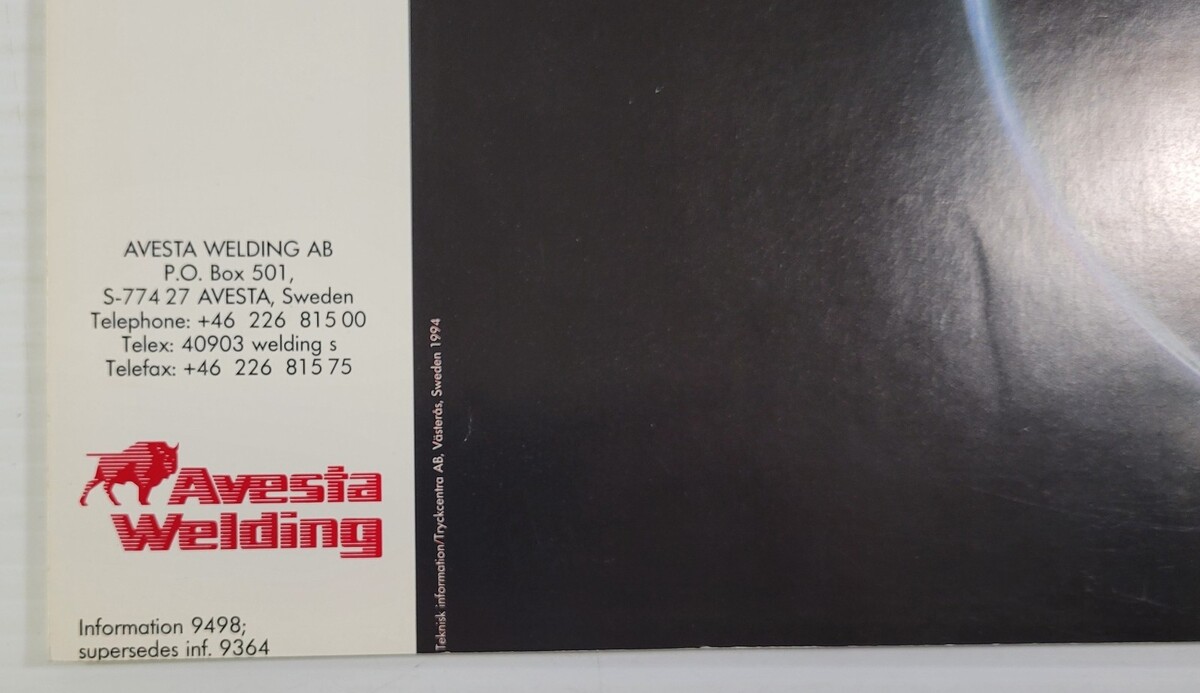 AVESTA WELDING AB
P.O. Box 501,
S-774 27 AVESTA, Sweden
Telephone: +46 226 815 00
Telex: 40903 welding s
Telefax: +46 226 815 75
Avesta
Welding
Information 9498;
supersedes inf. 9364
Teknisk information/Tryckcentra AB, Västerås, Sweden 1994